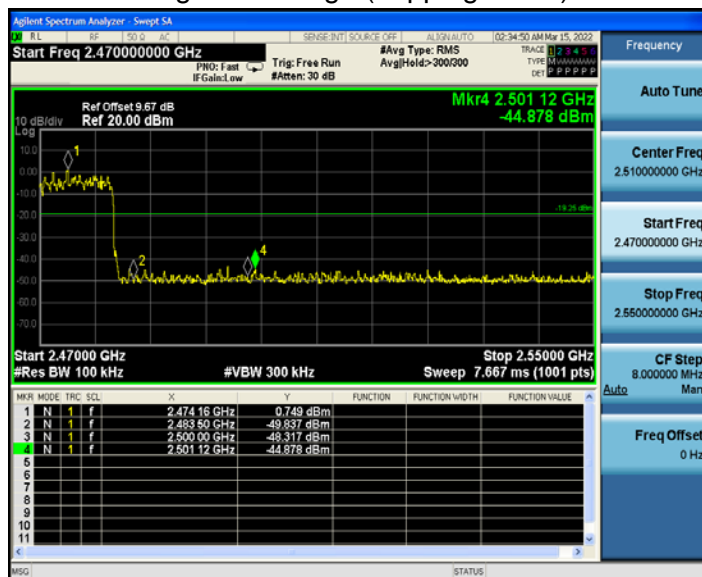 Agilent Spectrum Analyzer - Swept SA
RL RF 50 Ω AC SENSE:INT SOURCE OFF ALIGN AUTO 02:34:50 AM Mar 15, 2022
Start Freq 2.470000000 GHz
PNO: Fast
IFGain:Low
Trig: Free Run
#Atten: 30 dB
#Avg Type: RMS
Avg|Hold:>300/300
TRACE 1 2 3 4 5 6
TYPE MWWWWW
DET P P P P P P
Frequency
Mkr4 2.501 12 GHz
-44.878 dBm
Ref Offset 9.67 dB
10 dB/div Ref 20.00 dBm
Log
10.0
0.00
-10.0
-20.0
-30.0
-40.0
-50.0
-60.0
-70.0
1
2
4
-19.25 dBm
Start 2.47000 GHz Stop 2.55000 GHz
#Res BW 100 kHz #VBW 300 kHz Sweep 7.667 ms (1001 pts)
MKR MODE TRC SCL X Y FUNCTION FUNCTION WIDTH FUNCTION VALUE
1 N 1 f 2.474 16 GHz 0.749 dBm
2 N 1 f 2.483 50 GHz -49.837 dBm
3 N 1 f 2.500 00 GHz -48.317 dBm
4 N 1 f 2.501 12 GHz -44.878 dBm
5
6
7
8
9
10
11
MSG STATUS
Auto Tune
Center Freq
2.510000000 GHz
Start Freq
2.470000000 GHz
Stop Freq
2.550000000 GHz
CF Step
8.000000 MHz
Auto Man
Freq Offset
0 Hz